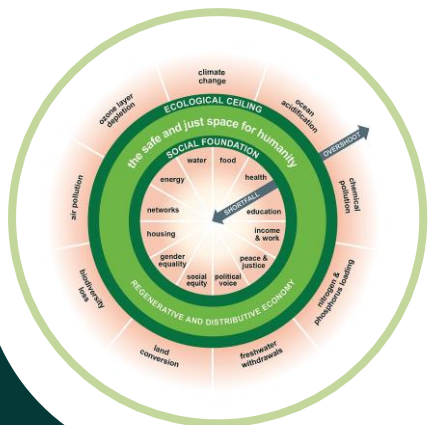 climate
change
ocean
acidification
chemical
pollution
nitrogen &
phosphorus loading
freshwater
withdrawals
land
conversion
biodiversity
loss
air pollution
ozone layer
depletion
OVERSHOOT
ECOLOGICAL CEILING
the safe and just space for humanity
SOCIAL FOUNDATION
water
food
health
SHORTFALL
education
income
& work
peace &
justice
political
voice
social
equity
gender
equality
housing
networks
energy
REGENERATIVE AND DISTRIBUTIVE ECONOMY